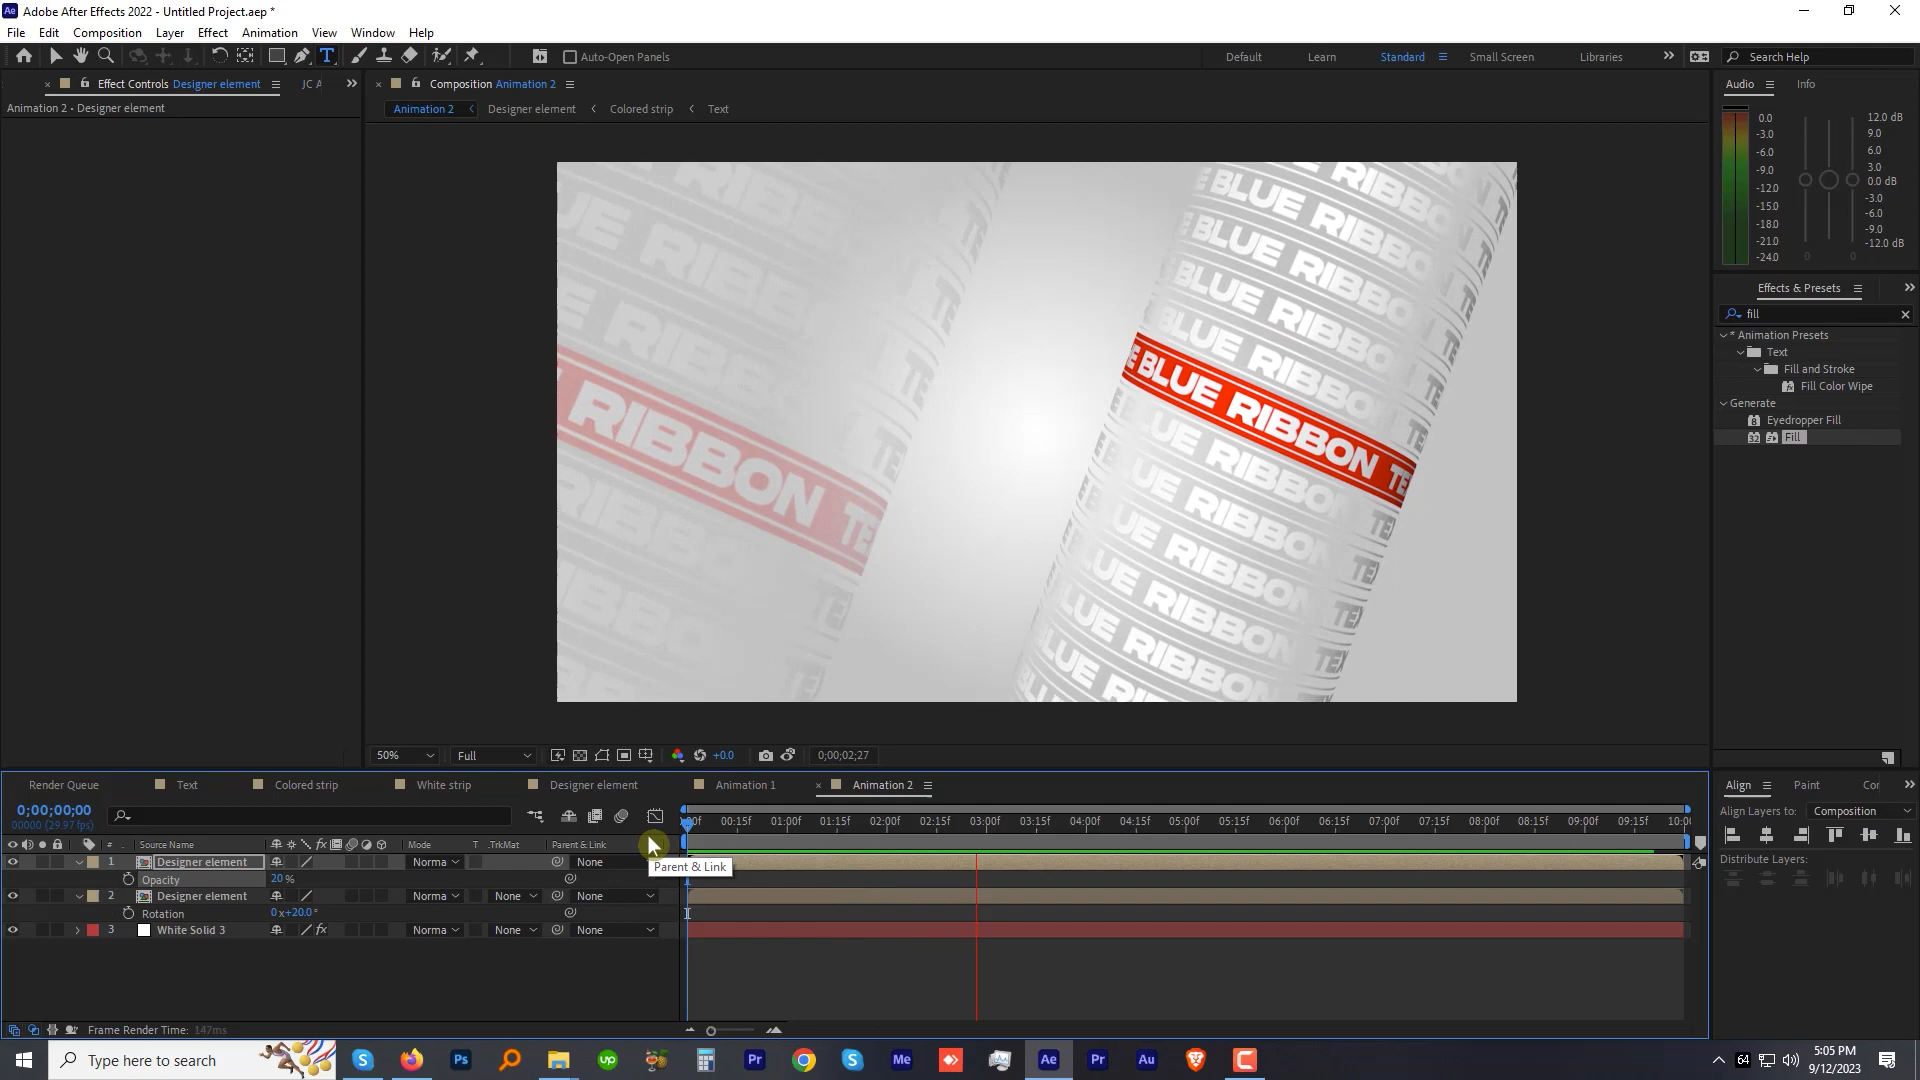 Adobe After Effects 2022 - Untitled Project.aep *
File Edit Composition Layer Effect Animation View Window Help
Auto-Open Panels
Default Learn Standard Small Screen Libraries
Search Help
Effect Controls Designer element
JC A
Animation 2 • Designer element
Composition Animation 2
Animation 2 Designer element Colored strip Text
BLUE RIBBON
BLUE RIBBON
BLUE RIBBON
BLUE RIBBON
E BLUE RIBBON TE
RIBBON TE
BLUE RIBBON
BLUE RIBBON
BLUE RIBBON TE
BLUE RIBBON TE
BLUE RIBBON TE
Audio Info
0.0
-3.0
-6.0
-9.0
-12.0
-15.0
-18.0
-21.0
-24.0
12.0 dB
9.0
6.0
3.0
0.0 dB
-3.0
-6.0
-9.0
-12.0 dB
0 0
Effects & Presets
fill
* Animation Presets
Text
Fill and Stroke
Fill Color Wipe
Generate
Eyedropper Fill
Fill
50% Full +0.0 0;00;02;27
Render Queue Text Colored strip White strip Designer element Animation 1 Animation 2
0;00;00;00
00000 (29.97 fps)
:00f 00:15f 01:00f 01:15f 02:00f 02:15f 03:00f 03:15f 04:00f 04:15f 05:00f 05:15f 06:00f 06:15f 07:00f 07:15f 08:00f 08:15f 09:00f 09:15f 10:00
# Source Name Mode T .TrkMat Parent & Link
1 Designer element Norma None
Parent & Link
Opacity 20 %
2 Designer element Norma None None
Rotation 0x+20.0°
3 White Solid 3 Norma None None
Frame Render Time: 147ms
Align Paint Cor
Align Layers to: Composition
Distribute Layers:
Type here to search
5:05 PM
9/12/2023